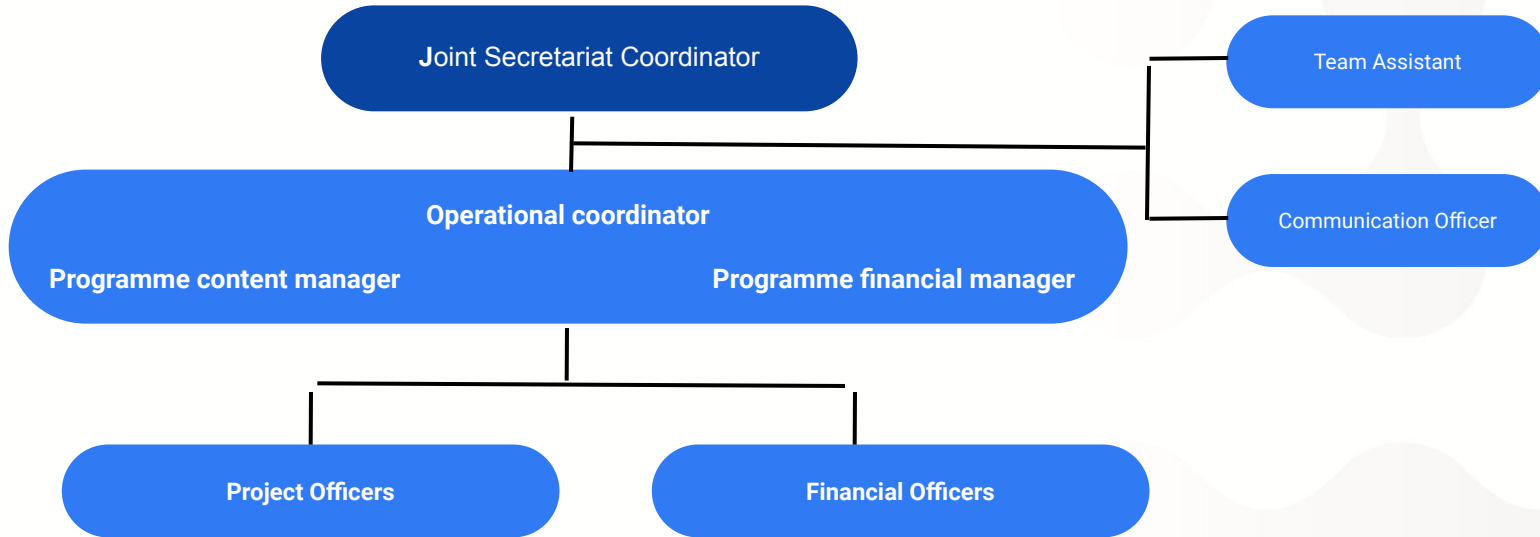 Joint Secretariat Coordinator
Team Assistant
Operational coordinator
Communication Officer
Programme content manager
Programme financial manager
Project Officers
Financial Officers